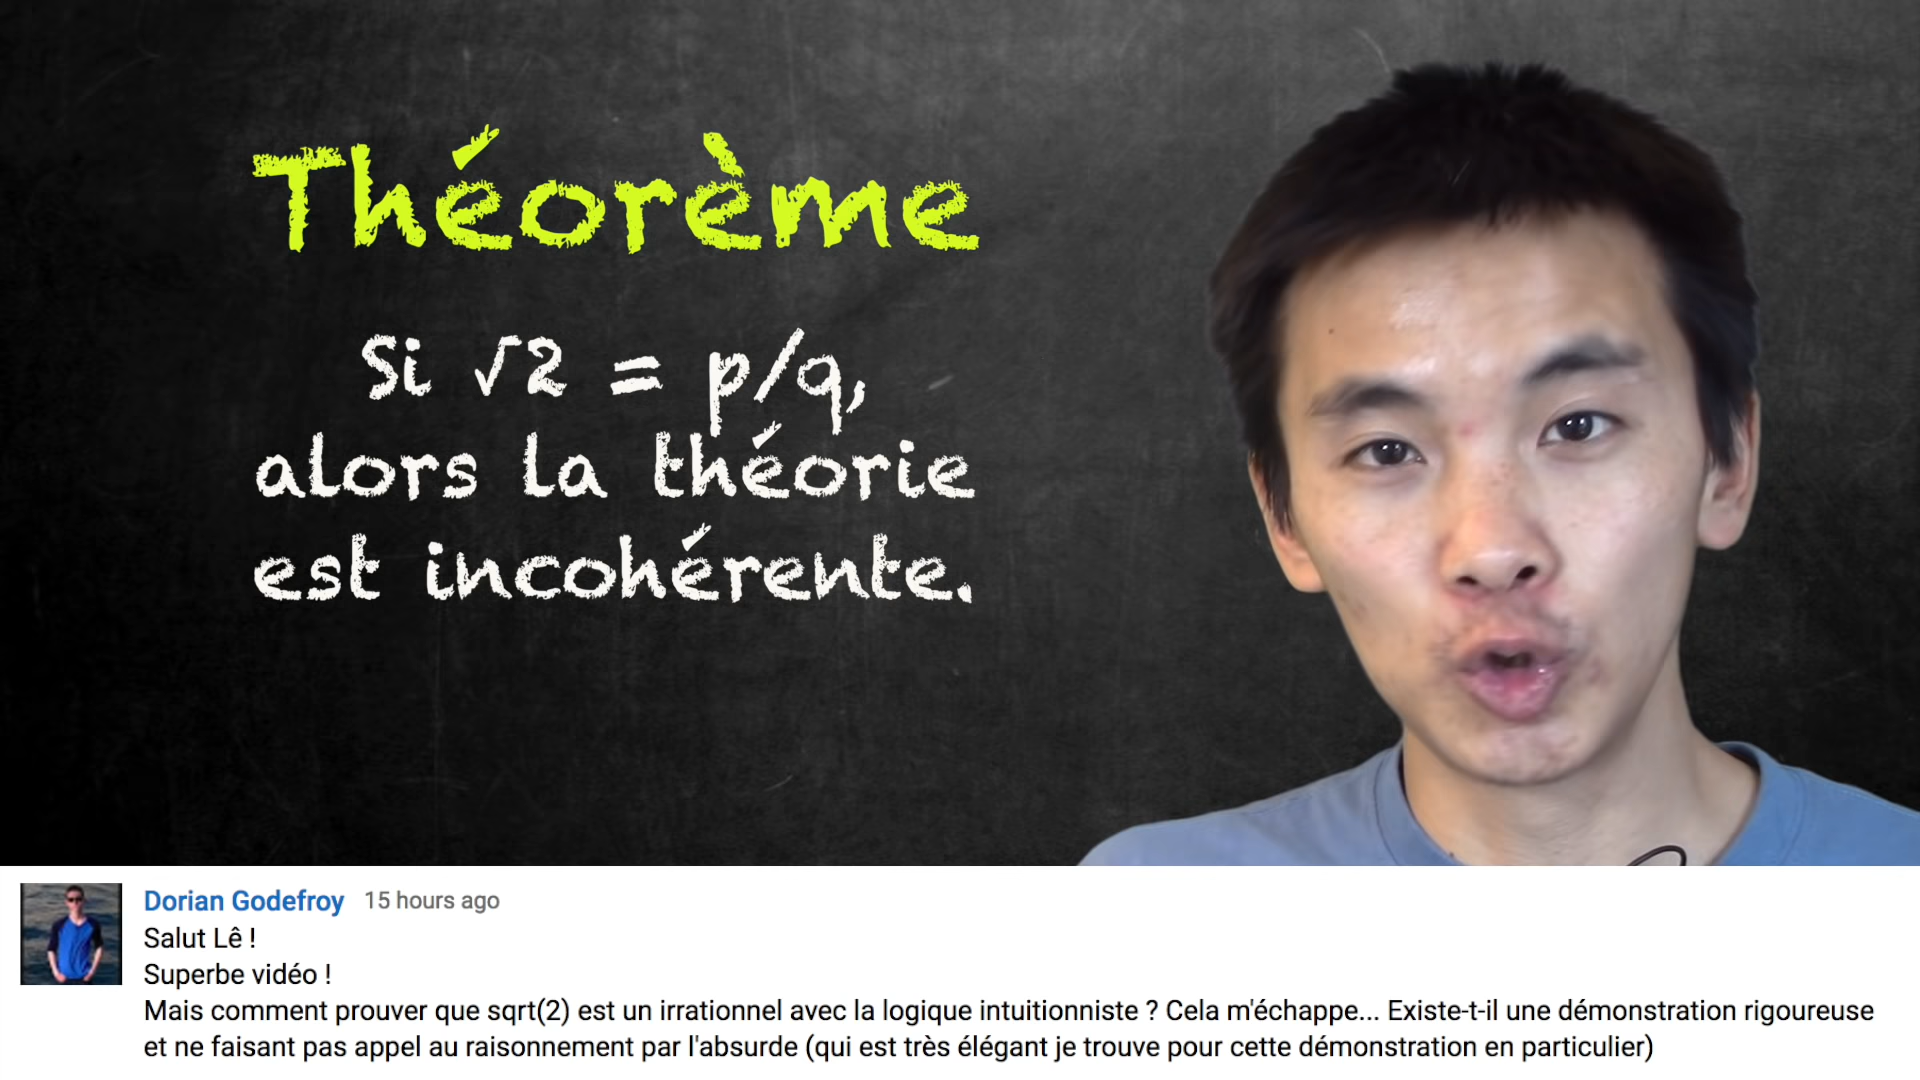 Théorème
Si √2 = p/q,
alors la théorie
est incohérente.
Dorian Godefroy 15 hours ago
Salut Lê !
Superbe vidéo !
Mais comment prouver que sqrt(2) est un irrationnel avec la logique intuitionniste ? Cela m'échappe... Existe-t-il une démonstration rigoureuse
et ne faisant pas appel au raisonnement par l'absurde (qui est très élégant je trouve pour cette démonstration en particulier)